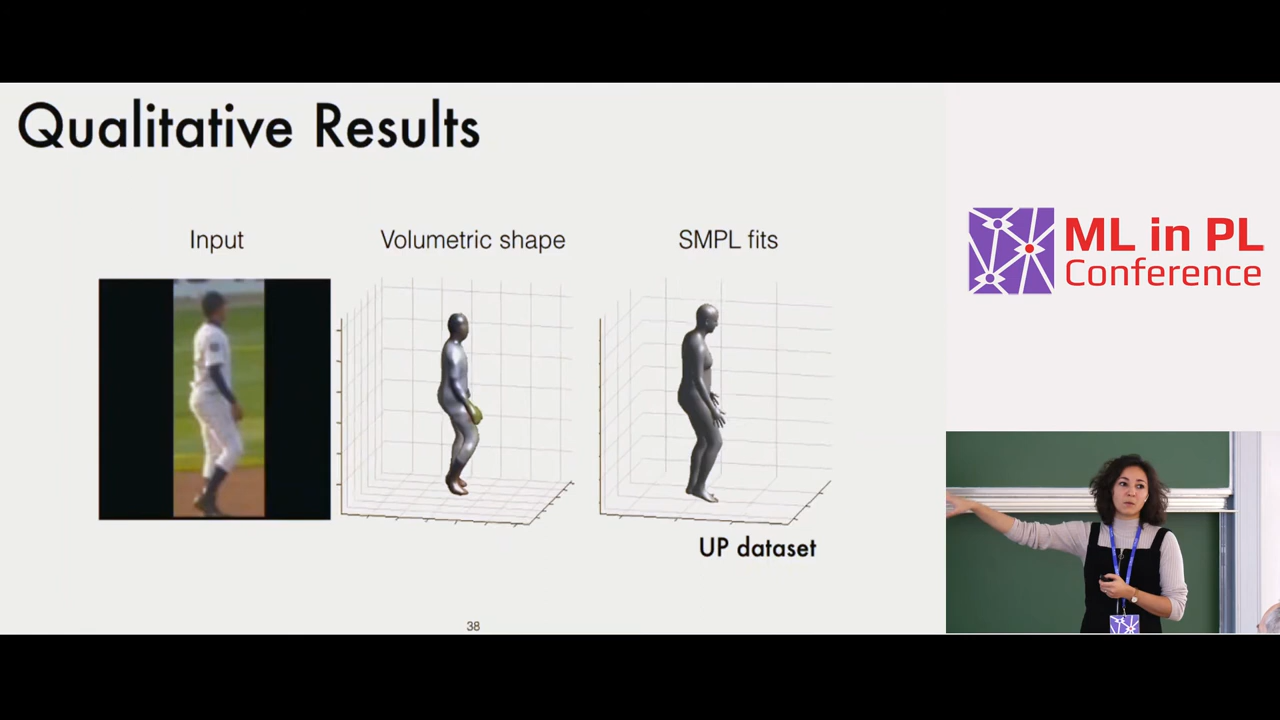 Qualitative Results
Input
Volumetric shape
SMPL fits
UP dataset
38
ML in PL
Conference